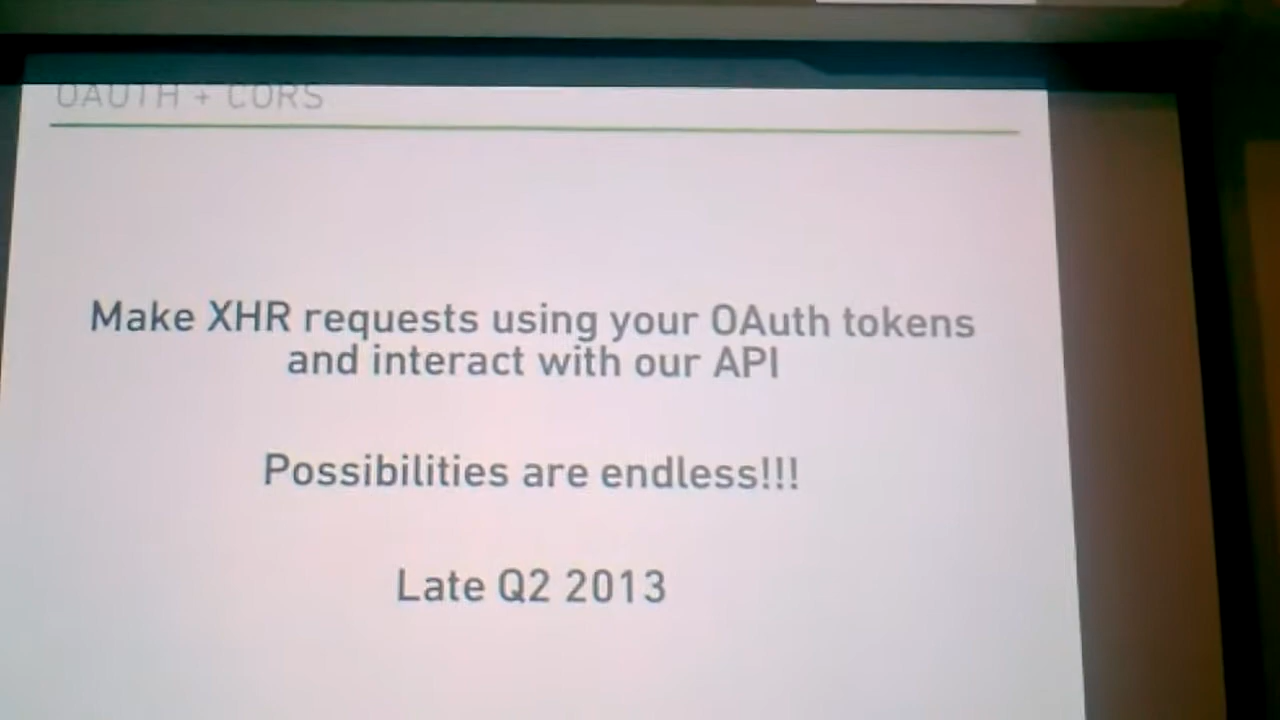 OAUTH + CORS
Make XHR requests using your OAuth tokens
and interact with our API
Possibilities are endless!!!
Late Q2 2013